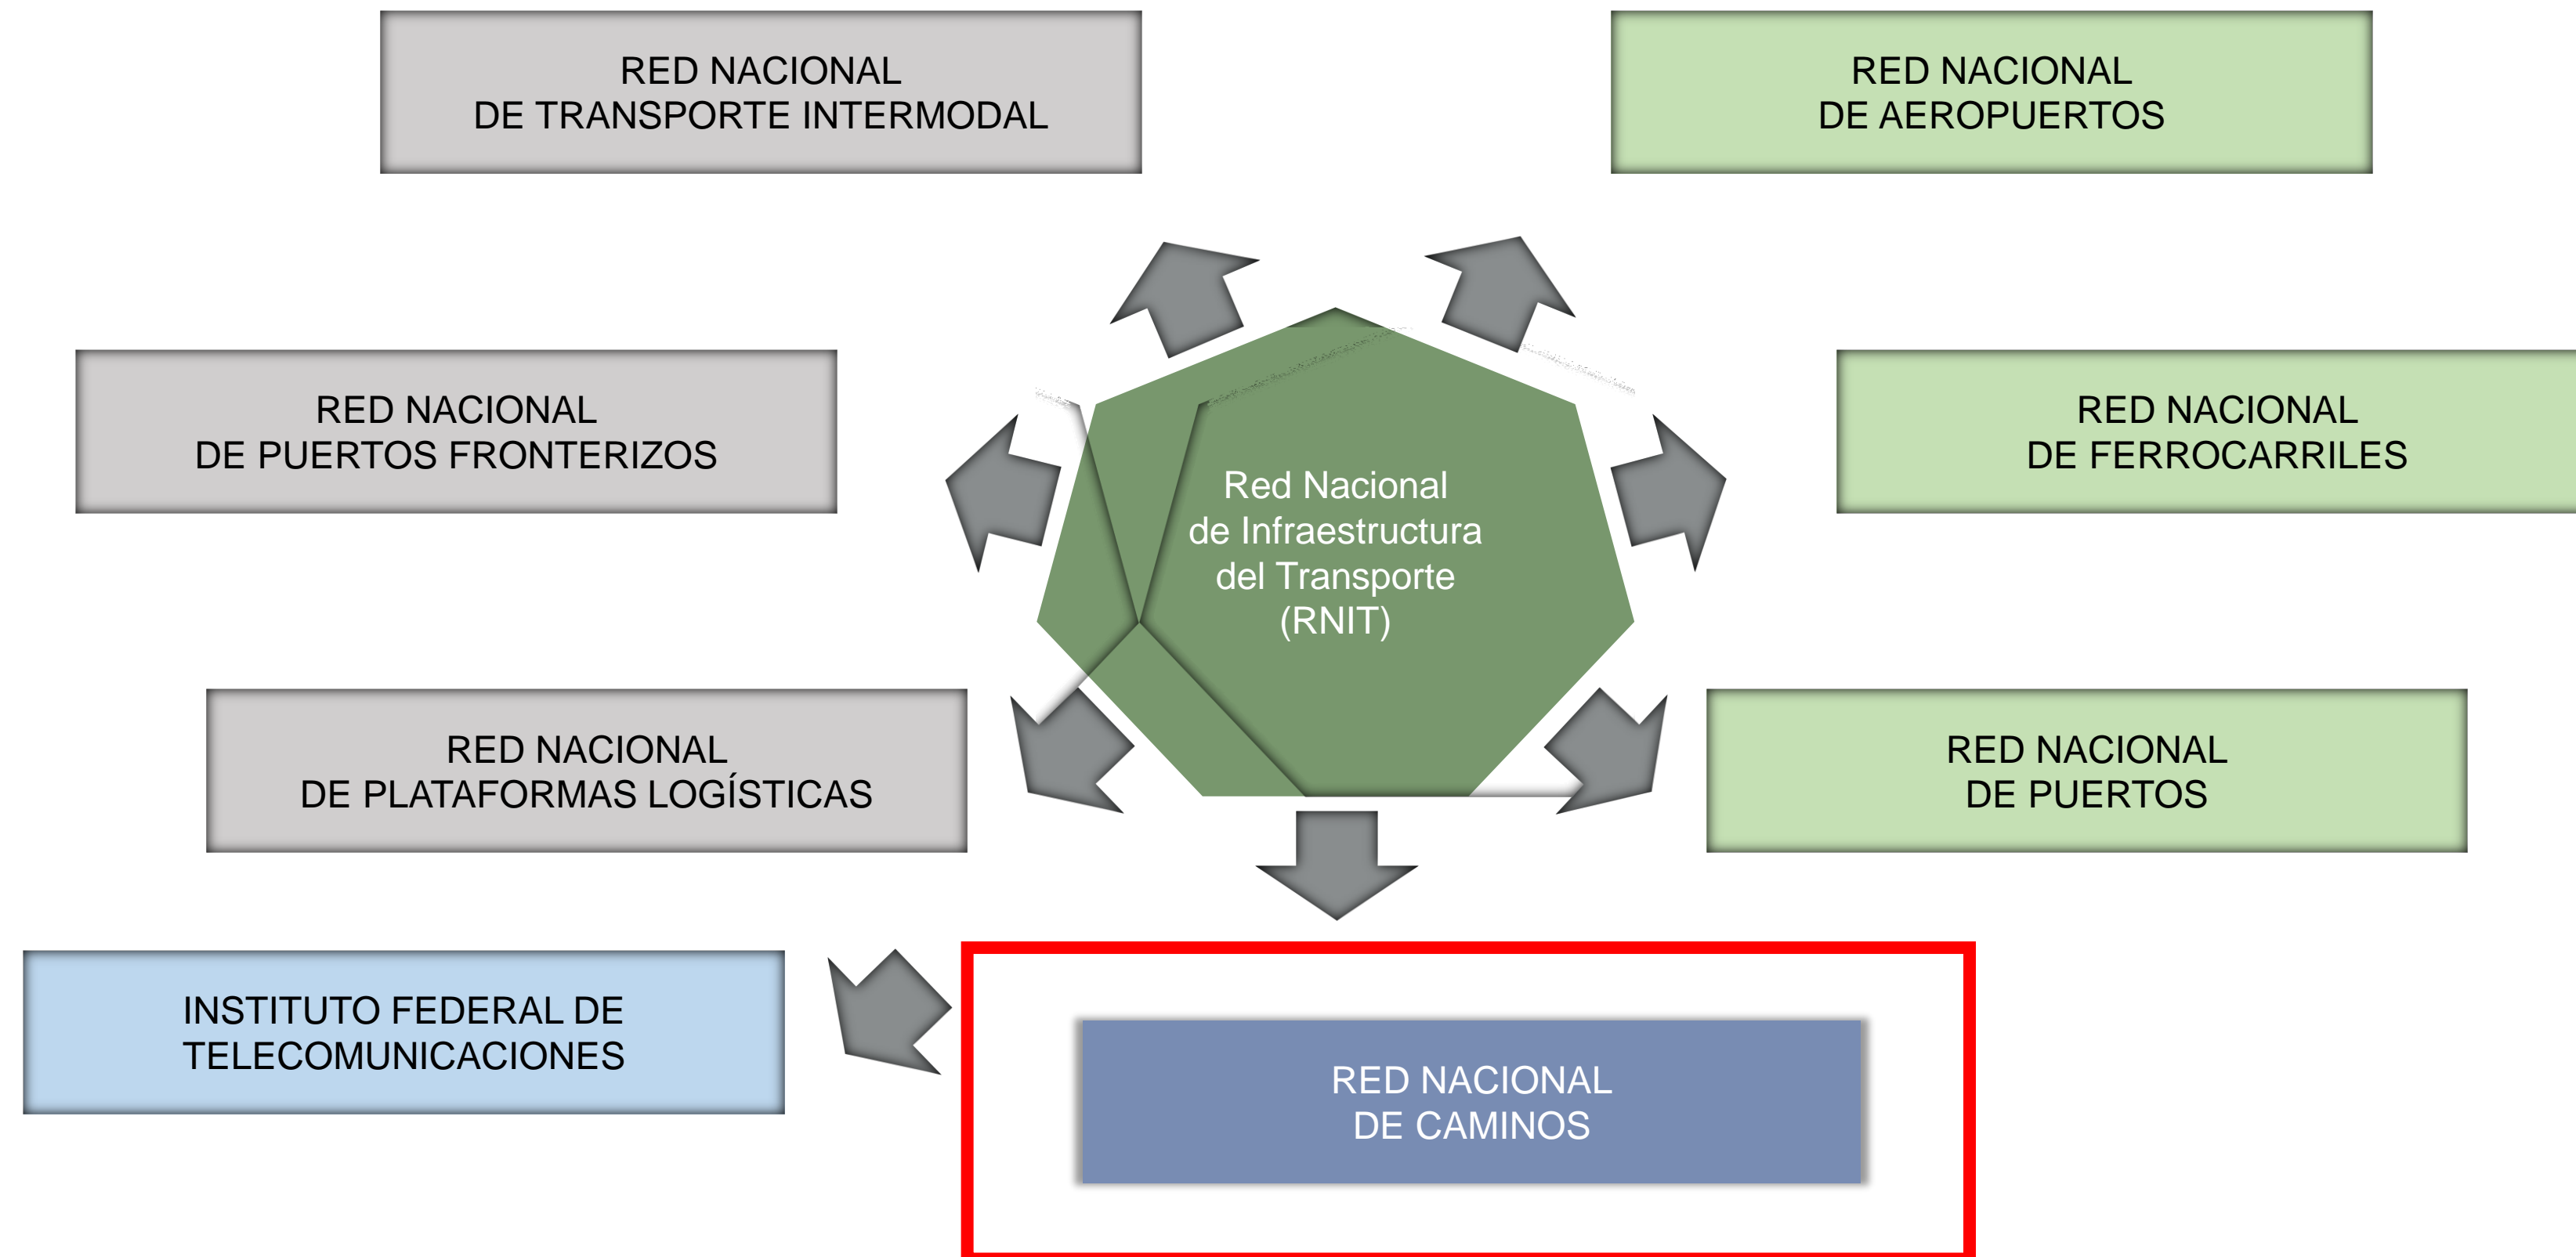 RED NACIONAL
DE TRANSPORTE INTERMODAL
RED NACIONAL
DE AEROPUERTOS
RED NACIONAL
DE PUERTOS FRONTERIZOS
RED NACIONAL
DE FERROCARRILES
Red Nacional
de Infraestructura
del Transporte
(RNIT)
RED NACIONAL
DE PLATAFORMAS LOGÍSTICAS
RED NACIONAL
DE PUERTOS
INSTITUTO FEDERAL DE
TELECOMUNICACIONES
RED NACIONAL
DE CAMINOS